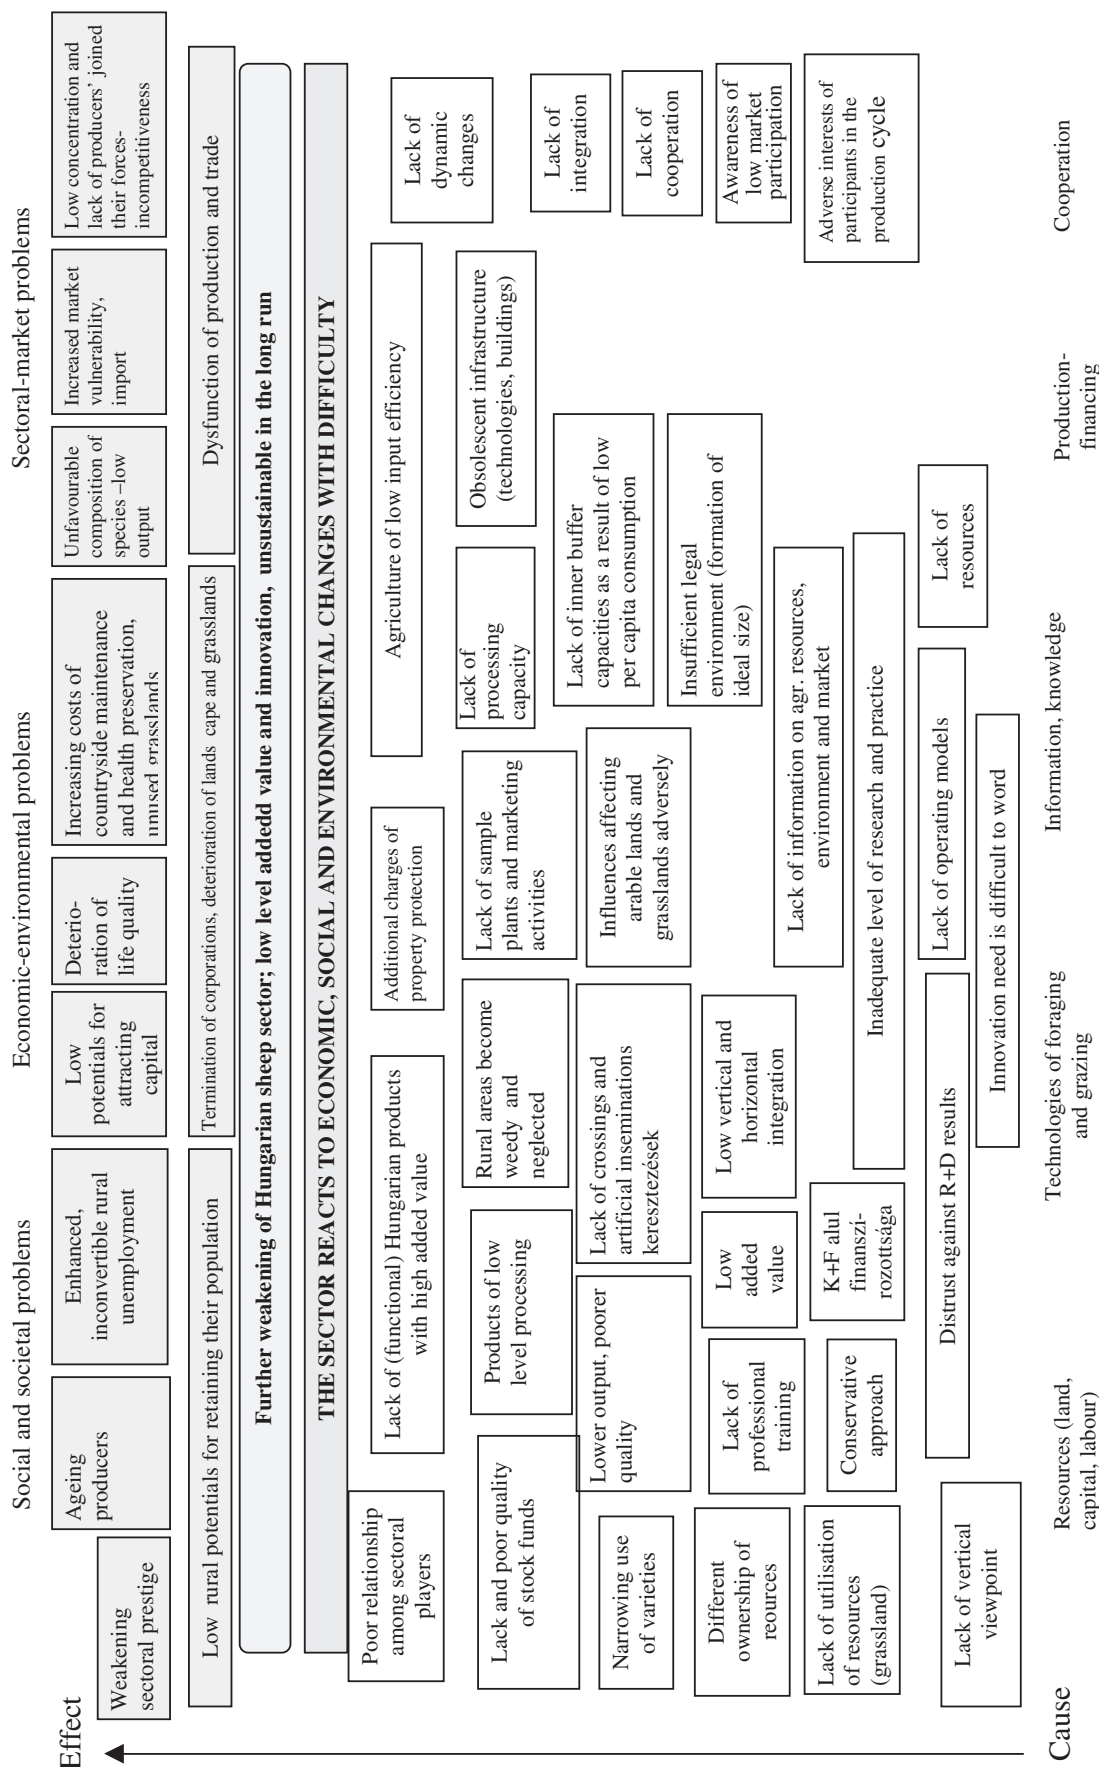 Effect
Social and societal problems
Economic-environmental problems
Sectoral-market problems
Weakening
sectoral prestige
Ageing
producers
Enhanced,
inconvertible rural
unemployment
Low
potentials for
attracting
capital
Deterio-
ration of
life quality
Increasing costs of
countryside maintenance
and health preservation,
unused grasslands
Unfavourable
composition of
species –low
output
Increased market
vulnerability,
import
Low concentration and
lack of producers’ joined
their forces-
incompetitiveness
Low rural potentials for retaining their population
Termination of corporations, deterioration of lands cape and grasslands
Dysfunction of production and trade
Further weakening of Hungarian sheep sector; low level addedd value and innovation, unsustainable in the long run
THE SECTOR REACTS TO ECONOMIC, SOCIAL AND ENVIRONMENTAL CHANGES WITH DIFFICULTY
Poor relationship
among sectoral
players
Lack of (functional) Hungarian products
with high added value
Additional charges of
property protection
Agriculture of low input efficiency
Lack of
dynamic
changes
Lack and poor quality
of stock funds
Products of low
level processing
Rural areas become
weedy and
neglected
Lack of sample
plants and marketing
activities
Lack of
processing
capacity
Obsolescent infrastructure
(technologies, buildings)
Lack of
integration
Narrowing use
of varieties
Lower output, poorer
quality
Lack of crossings and
artificial inseminations
keresztezések
Influences affecting
arable lands and
grasslands adversely
Lack of inner buffer
capacities as a result of low
per capita consumption
Lack of
cooperation
Different
ownership of
reources
Lack of
professional
training
Low
added
value
Low vertical and
horizontal
integration
Insufficient legal
environment (formation of
ideal size)
Awareness of
low market
participation
Lack of utilisation
of resources
(grassland)
Conservative
approach
K+F alul
finanszí-
rozottsága
Lack of information on agr. resources,
environment and market
Adverse interests of
participants in the
production cycle
Inadequate level of research and practice
Lack of vertical
viewpoint
Distrust against R+D results
Lack of operating models
Lack of
resources
Innovation need is difficult to word
Cause
Resources (land,
capital, labour)
Technologies of foraging
and grazing
Information, knowledge
Production-
financing
Cooperation